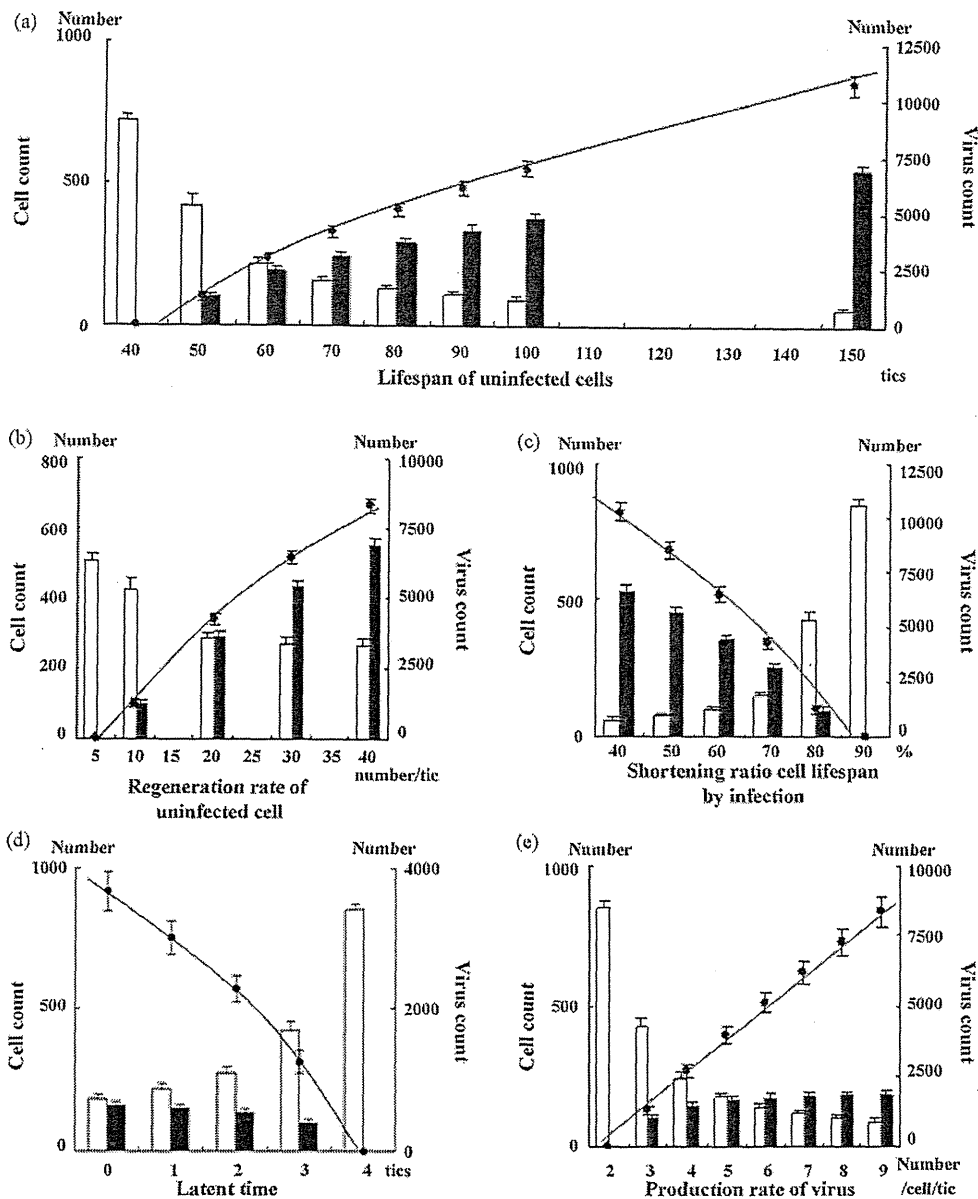 (a)
Number
Number
1000
500
0
Cell count
12500
10000
7500
5000
2500
0
Virus count
40 50 60 70 80 90 100 110 120 130 140 150
Lifespan of uninfected cells
tics
(b)
Number
Number
800
600
400
200
0
Cell count
10000
7500
5000
2500
0
Virus count
5 10 15 20 25 30 35 40
number/tic
Regeneration rate of
uninfected cell
(c)
Number
Number
1000
500
0
Cell count
12500
10000
7500
5000
2500
0
Virus count
40 50 60 70 80 90 %
Shortening ratio cell lifespan
by infection
(d)
Number
Number
1000
500
0
Cell count
4000
2000
0
Virus count
0 1 2 3 4 tics
Latent time
(e)
Number
Number
1000
500
0
Cell count
10000
7500
5000
2500
0
Virus count
2 3 4 5 6 7 8 9 Number
/cell/tic
Production rate of virus